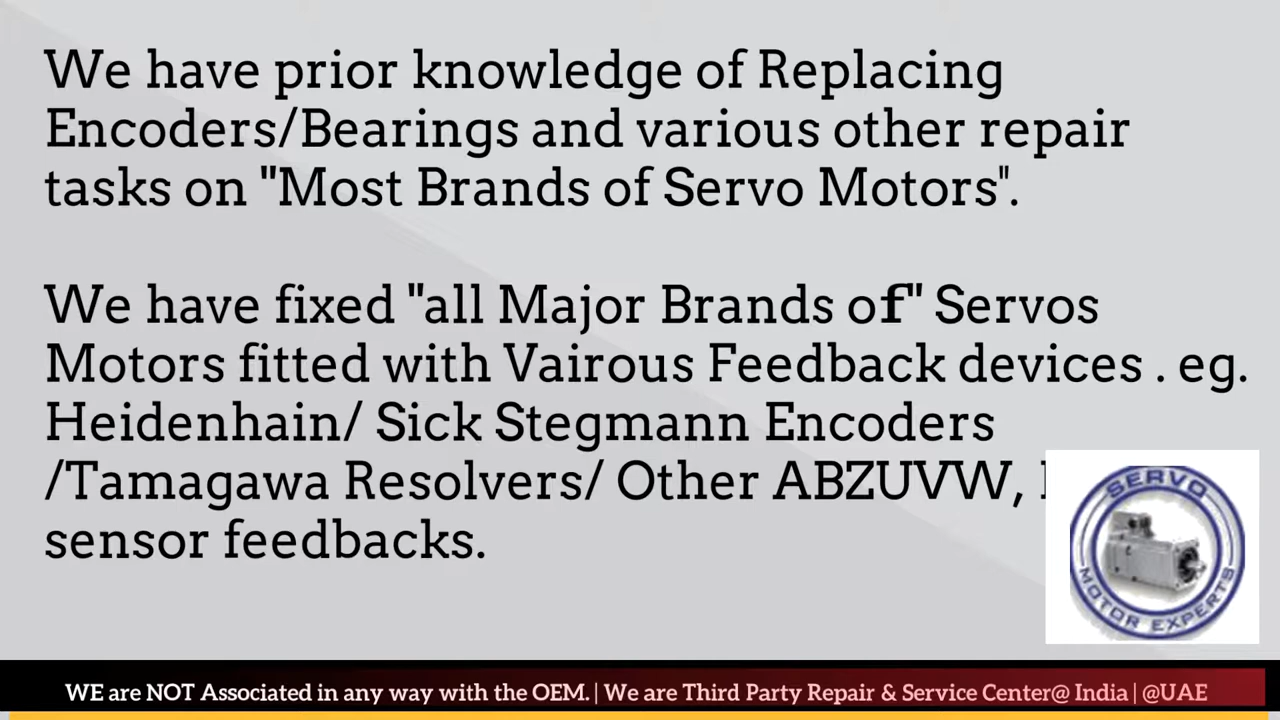 We have prior knowledge of Replacing
Encoders/Bearings and various other repair
tasks on "Most Brands of Servo Motors".
We have fixed "all Major Brands of" Servos
Motors fitted with Vairous Feedback devices . eg.
Heidenhain/ Sick Stegmann Encoders
/Tamagawa Resolvers/ Other ABZUVW,
sensor feedbacks.
SERVO
MOTOR EXPERTS
WE are NOT Associated in any way with the OEM. | We are Third Party Repair & Service Center@ India | @UAE